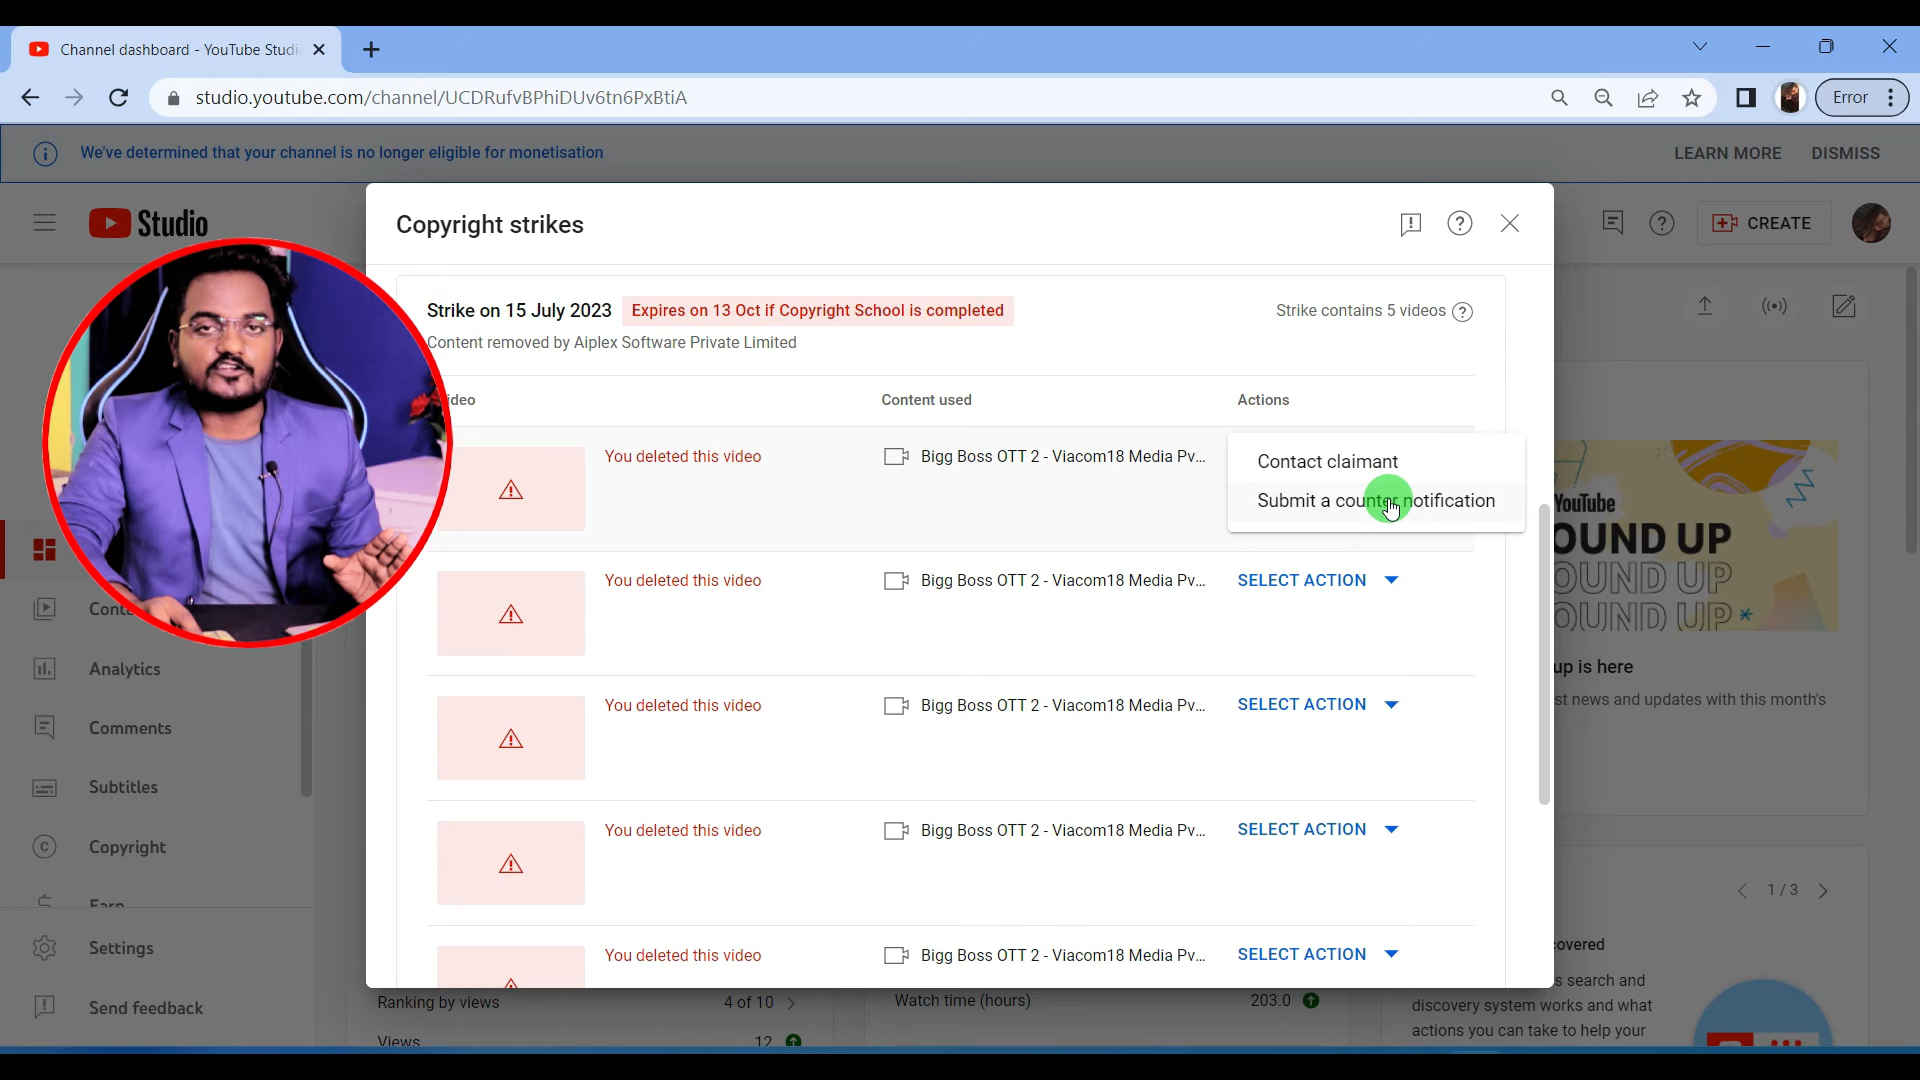 Channel dashboard - YouTube Studi
studio.youtube.com/channel/UCDRufvBPhiDUv6tn6PxBtiA
Error
We've determined that your channel is no longer eligible for monetisation
LEARN MORE
DISMISS
Studio
CREATE
Copyright strikes
Strike on 15 July 2023
Expires on 13 Oct if Copyright School is completed
Strike contains 5 videos
Content removed by Aiplex Software Private Limited
ideo
Content used
Actions
You deleted this video
Bigg Boss OTT 2 - Viacom18 Media Pv...
Contact claimant
Submit a counter notification
You deleted this video
Bigg Boss OTT 2 - Viacom18 Media Pv...
SELECT ACTION
You deleted this video
Bigg Boss OTT 2 - Viacom18 Media Pv...
SELECT ACTION
You deleted this video
Bigg Boss OTT 2 - Viacom18 Media Pv...
SELECT ACTION
You deleted this video
Bigg Boss OTT 2 - Viacom18 Media Pv...
SELECT ACTION
Conte
Analytics
Comments
Subtitles
Copyright
Earn
Settings
Send feedback
YouTube
OUND UP
OUND UP
OUND UP
up is here
st news and updates with this month's
1 / 3
covered
s search and
discovery system works and what
actions you can take to help your
Ranking by views
4 of 10
Watch time (hours)
203.0
Views
12